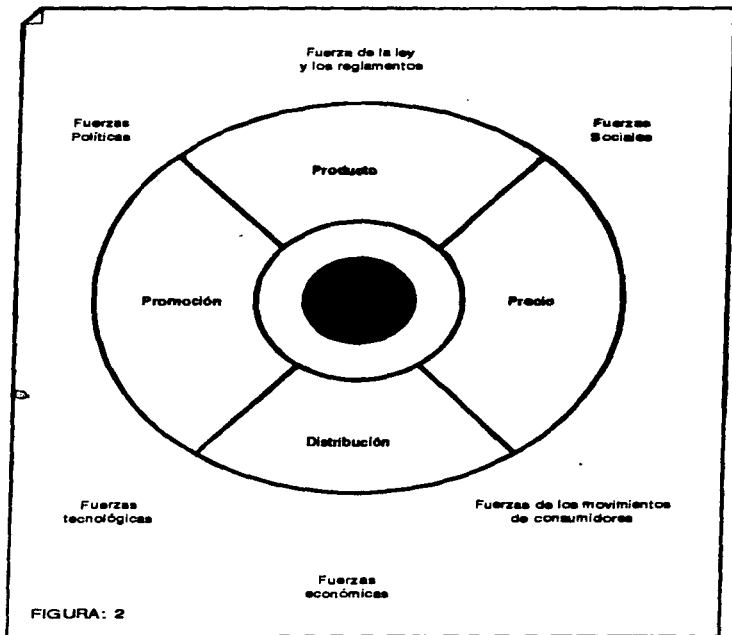 Fuerza de la ley
y los reglamentos
Fuerzas
Políticas
Fuerzas
Sociales
Producto
Promoción
Precio
Distribución
Fuerzas
tecnológicas
Fuerzas de los movimientos
de consumidores
Fuerzas
económicas
FIGURA: 2